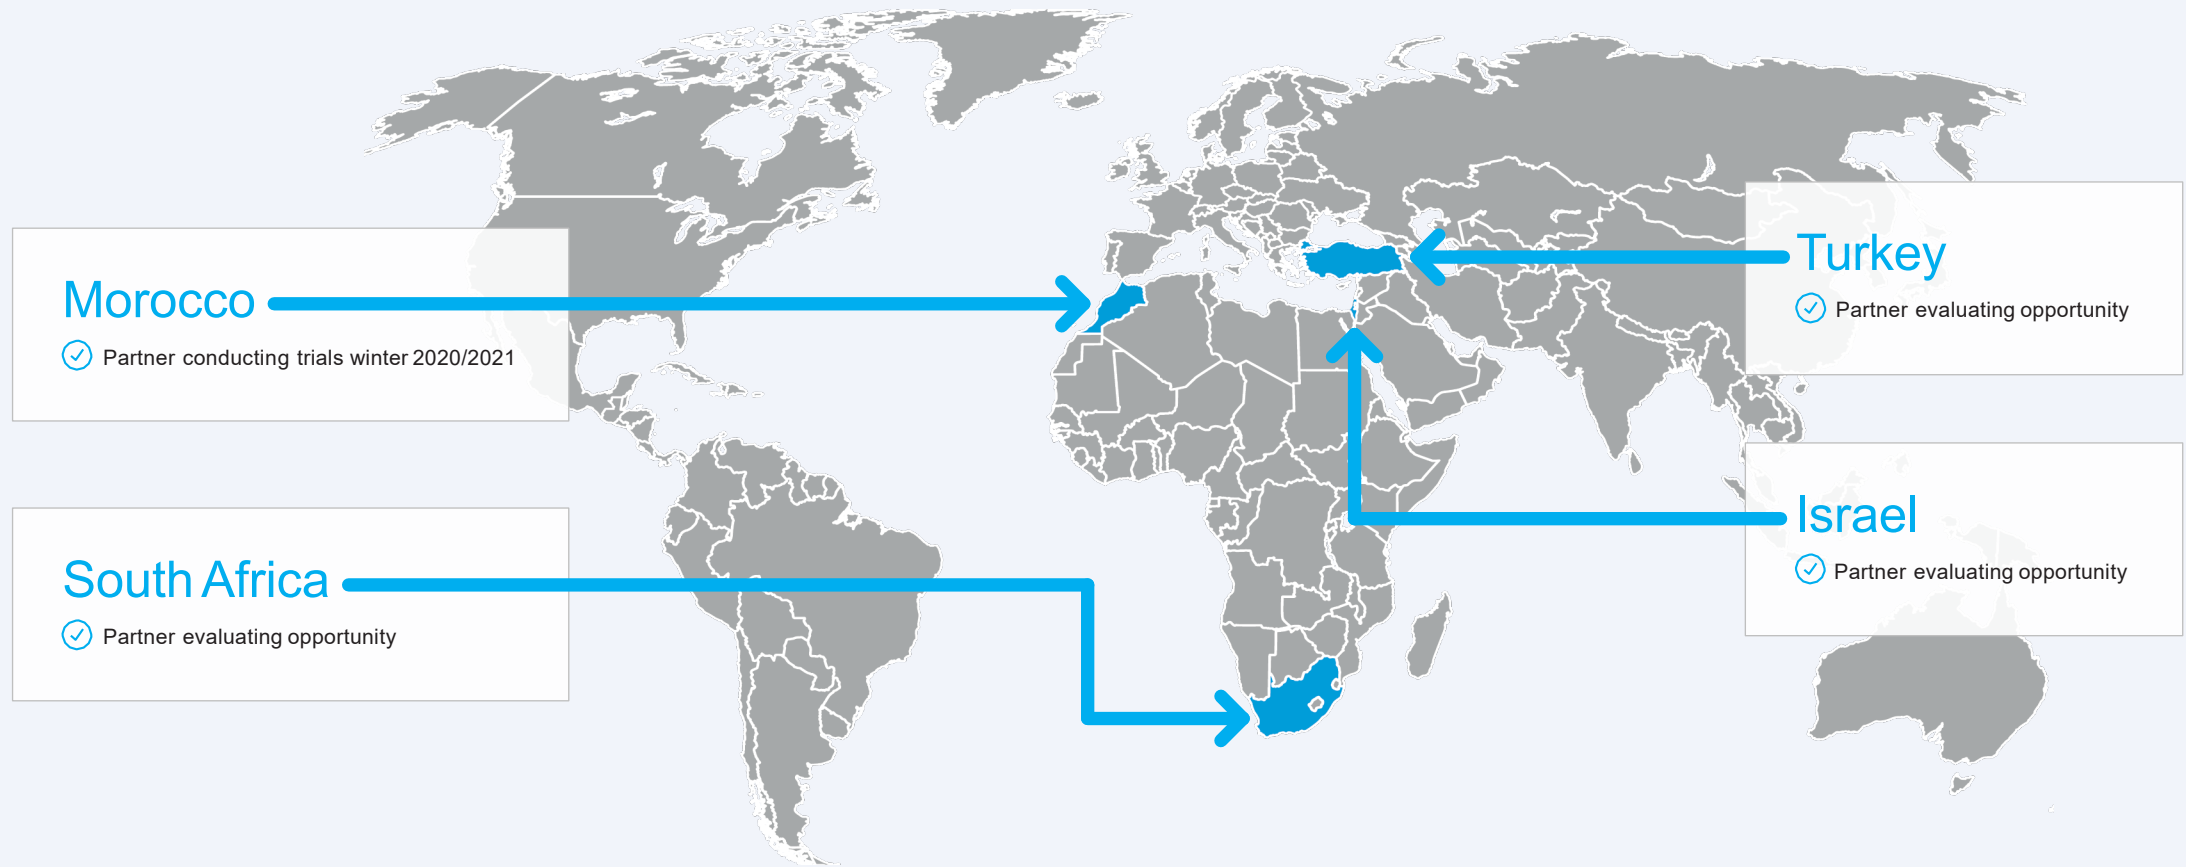 Morocco
Partner conducting trials winter 2020/2021
South Africa
Partner evaluating opportunity
Turkey
Partner evaluating opportunity
Israel
Partner evaluating opportunity